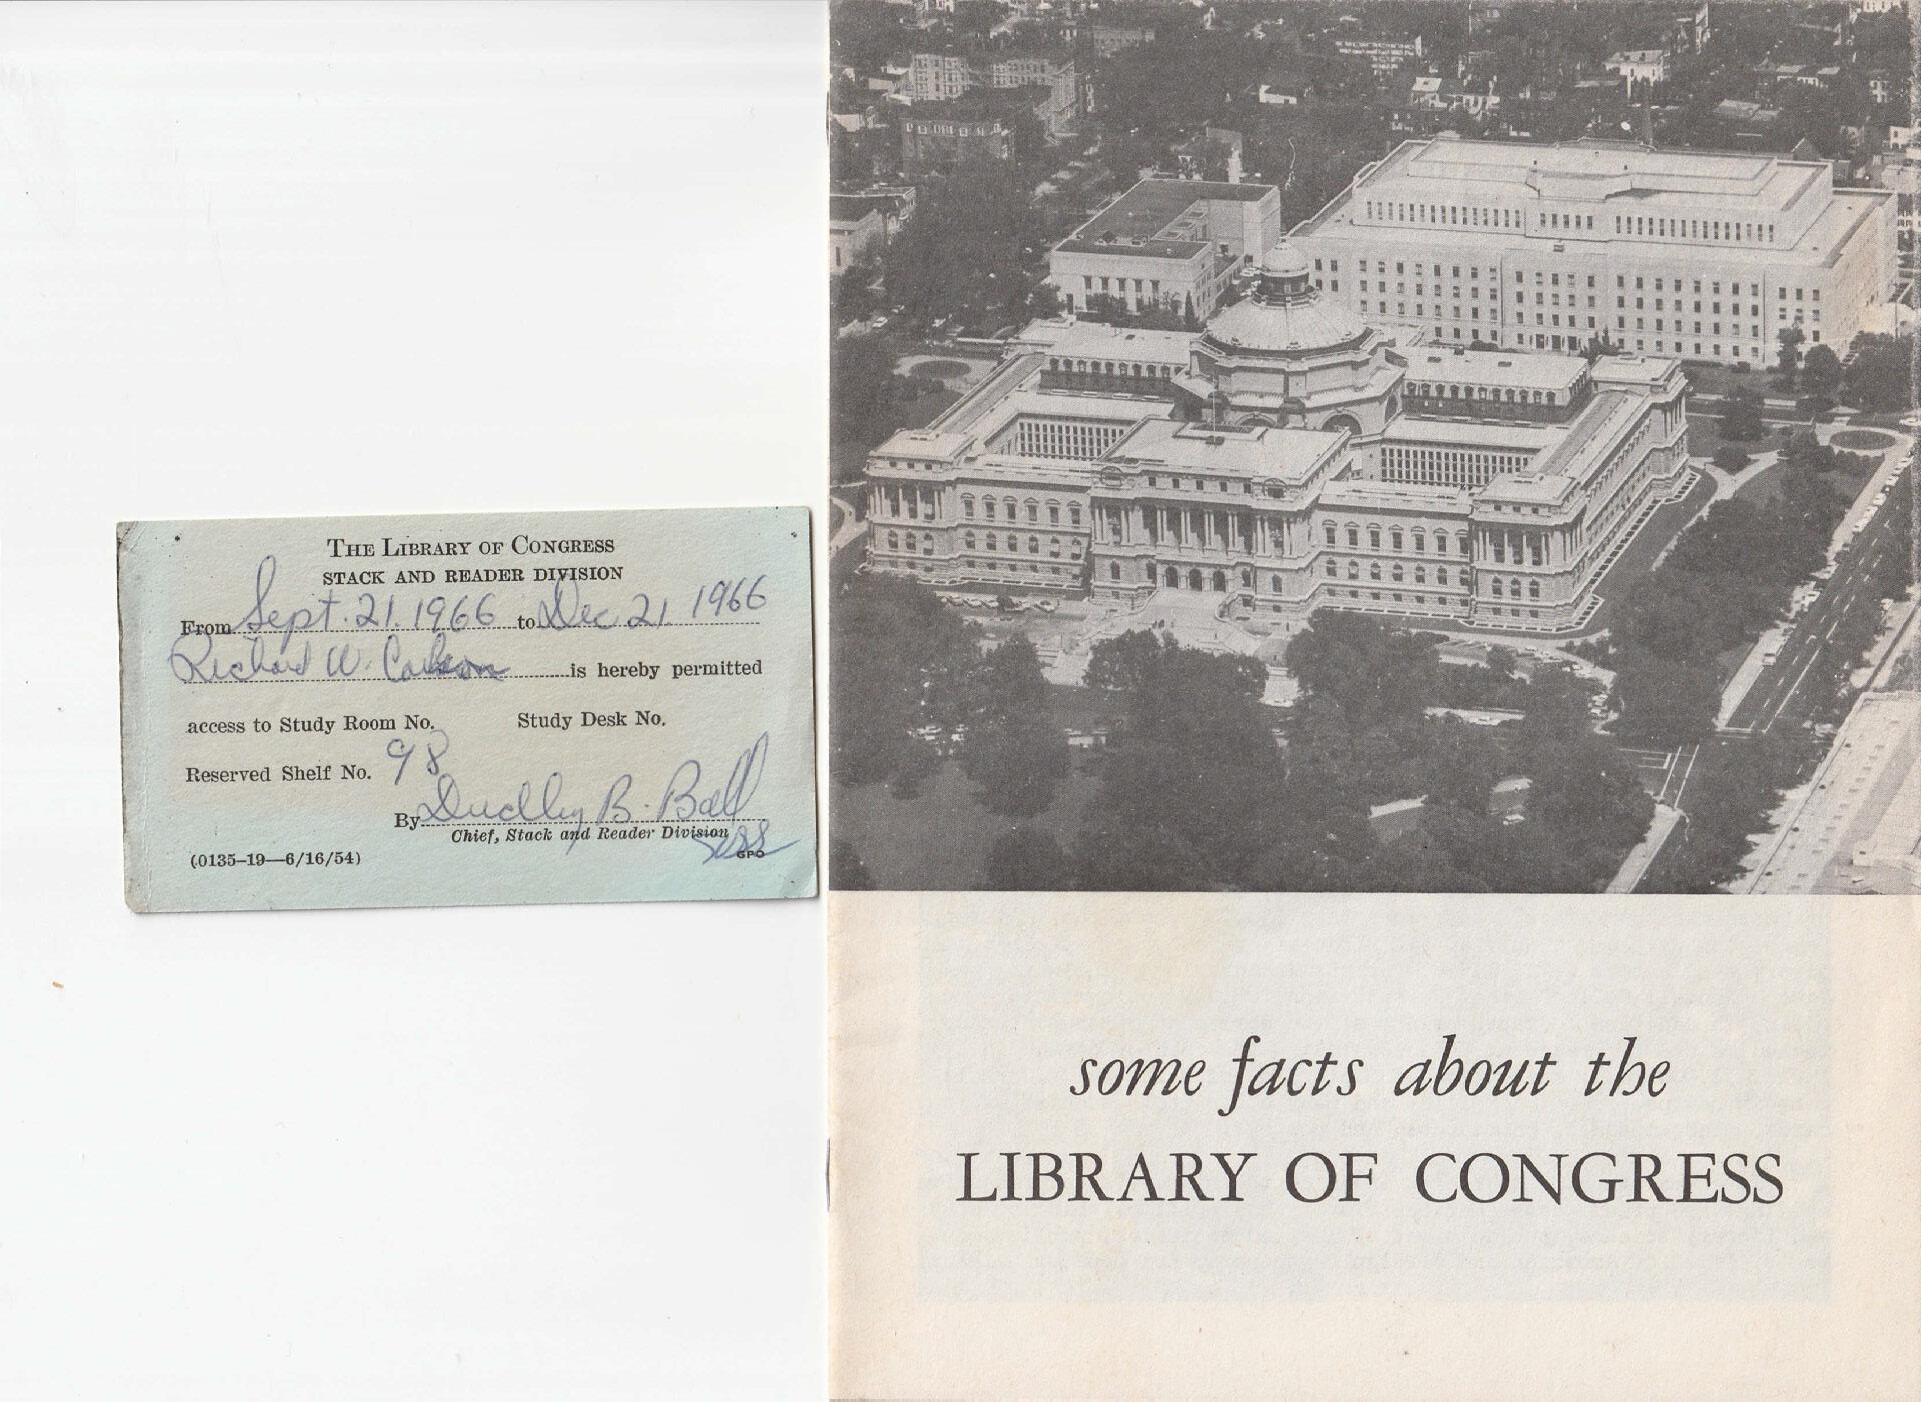 The Library of Congress
STACK AND READER DIVISION
From Sept. 21. 1966 to Dec 21. 1966
Richard W. Carlson is hereby permitted
access to Study Room No. Study Desk No.
Reserved Shelf No. 98
By Dudley B. Ball
Chief, Stack and Reader Division
(0135–19—6/16/54) GPO
some facts about the
LIBRARY OF CONGRESS